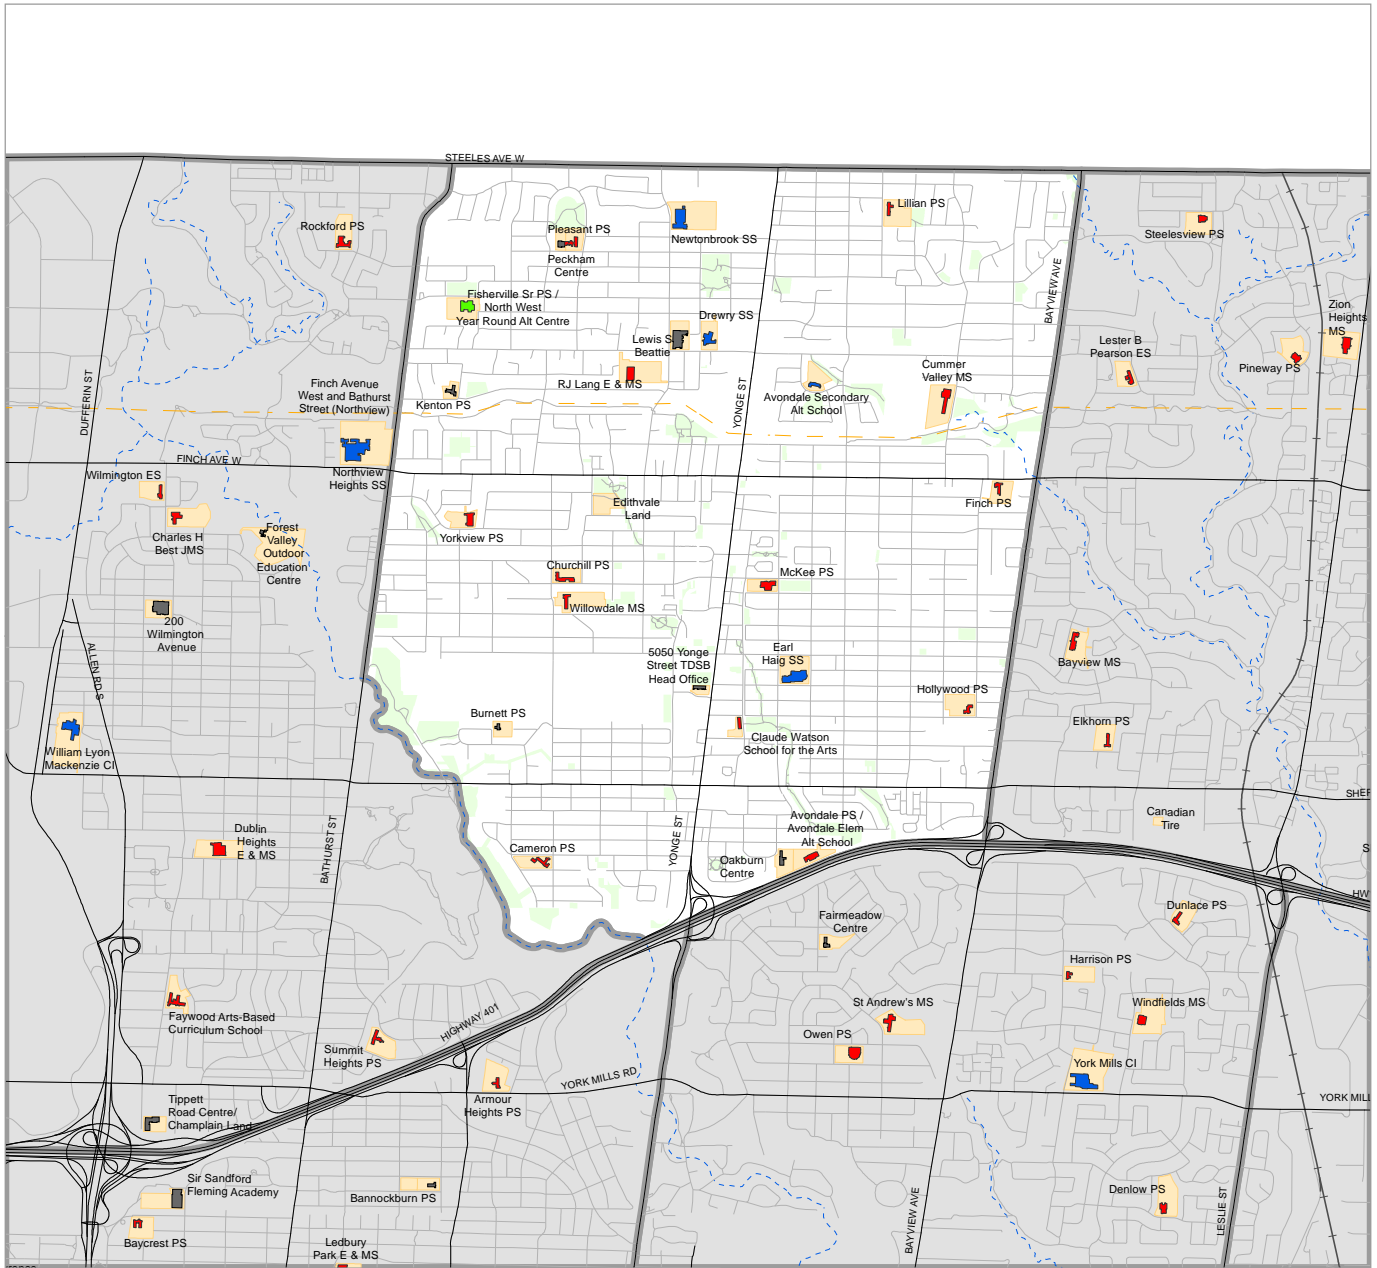 STEELES AVE W
Rockford PS
Pleasant PS
Peckham
Centre
Newtonbrook SS
Lillian PS
Steelesview PS
BAYVIEW AVE
Fisherville Sr PS /
North West
Year Round Alt Centre
Drewry SS
Lewis S
Beattie
Zion
Heights
MS
Lester B
Pearson ES
Pineway PS
Cummer
Valley MS
RJ Lang E & MS
Avondale Secondary
Alt School
YONGE ST
DUFFERIN ST
Finch Avenue
West and Bathurst
Street (Northview)
Kenton PS
FINCH AVE W
Northview
Heights SS
Wilmington ES
Charles H
Best JMS
Forest
Valley
Outdoor
Education
Centre
Edithvale
Land
Finch PS
Yorkview PS
Churchill PS
McKee PS
Willowdale MS
200
Wilmington
Avenue
ALLEN RD S
5050 Yonge
Street TDSB
Head Office
Earl
Haig SS
Bayview MS
Hollywood PS
Burnett PS
Elkhorn PS
Claude Watson
School for the Arts
William Lyon
Mackenzie CI
SHEP
Canadian
Tire
Avondale PS /
Avondale Elem
Alt School
Dublin
Heights
E & MS
BATHURST ST
YONGE ST
Cameron PS
Oakburn
Centre
S
HW
Dunlace PS
Fairmeadow
Centre
Harrison PS
St Andrew's MS
Windfields MS
Faywood Arts-Based
Curriculum School
HIGHWAY 401
Owen PS
Summit
Heights PS
York Mills CI
YORK MILLS RD
Armour
Heights PS
YORK MILL
Tippett
Road Centre/
Champlain Land
Sir Sandford
Fleming Academy
Bannockburn PS
Denlow PS
BAYVIEW AVE
LESLIE ST
Baycrest PS
Ledbury
Park E & MS